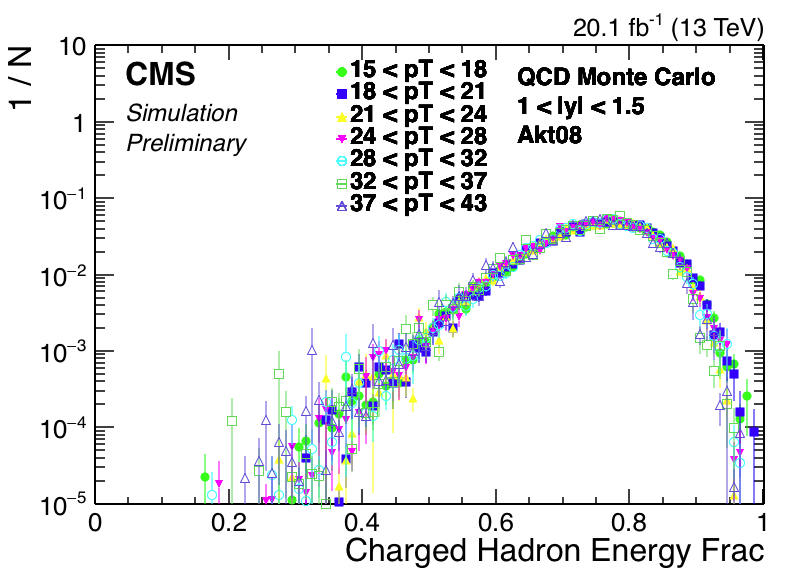 20.1 fb⁻¹ (13 TeV)
1 / N
CMS
Simulation
Preliminary
15 < pT < 18
18 < pT < 21
21 < pT < 24
24 < pT < 28
28 < pT < 32
32 < pT < 37
37 < pT < 43
QCD Monte Carlo
1 < |y| < 1.5
Akt08
10
1
10⁻¹
10⁻²
10⁻³
10⁻⁴
10⁻⁵
0 0.2 0.4 0.6 0.8 1
Charged Hadron Energy Frac